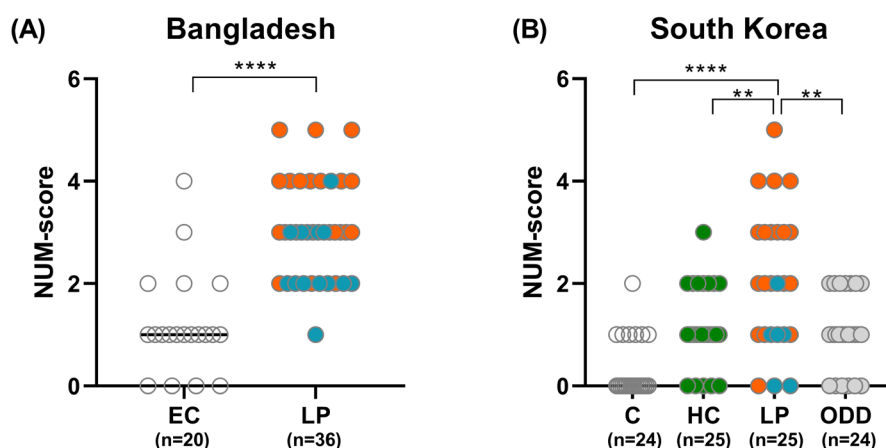 (A) Bangladesh
****
NUM-score
6
4
2
0
EC LP
(n=20) (n=36)
(B) South Korea
****
** **
NUM-score
6
4
2
0
C HC LP ODD
(n=24) (n=25) (n=25) (n=24)